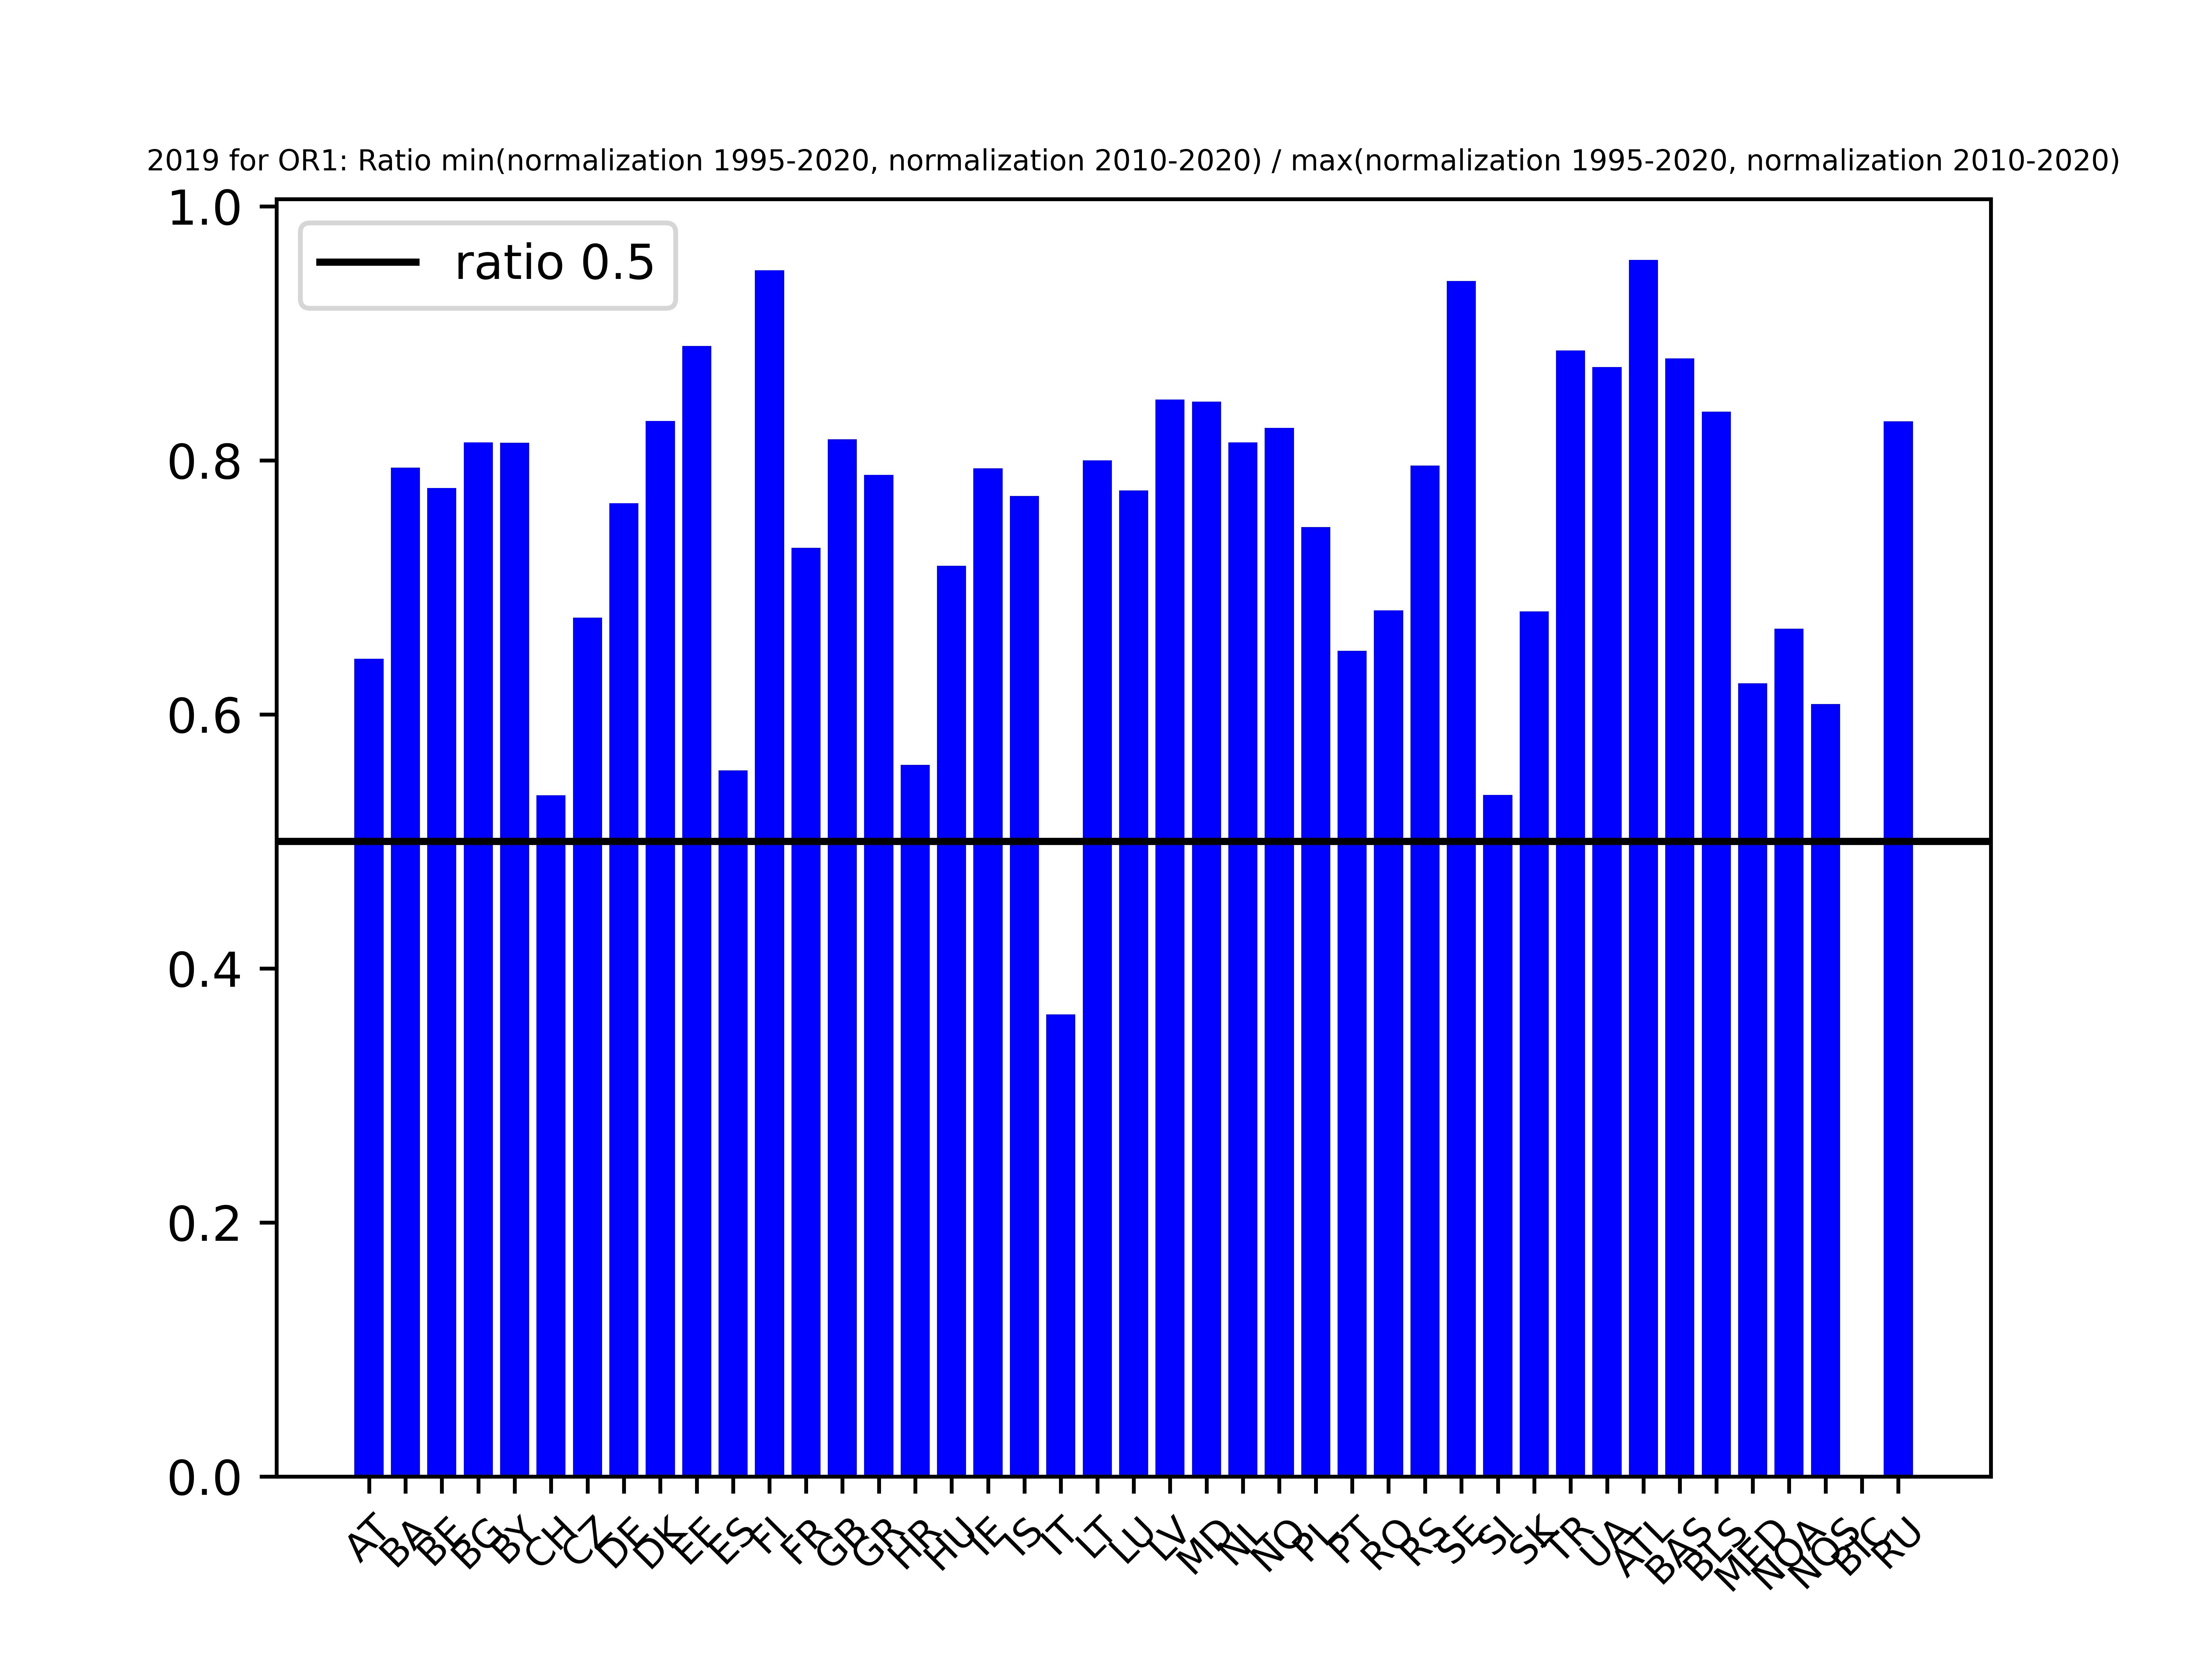 2019 for OR1: Ratio min(normalization 1995-2020, normalization 2010-2020) / max(normalization 1995-2020, normalization 2010-2020)
ratio 0.5
1.0
0.8
0.6
0.4
0.2
0.0
AT BA BE BG BY CH CZ DE DK EE ES FI FR GB GR HR HU IE IS IT LT LU LV MD NL NO PL PT RO RS SE SI SK TR UA ATL BAS BLS MED NOA NOS BIC RU